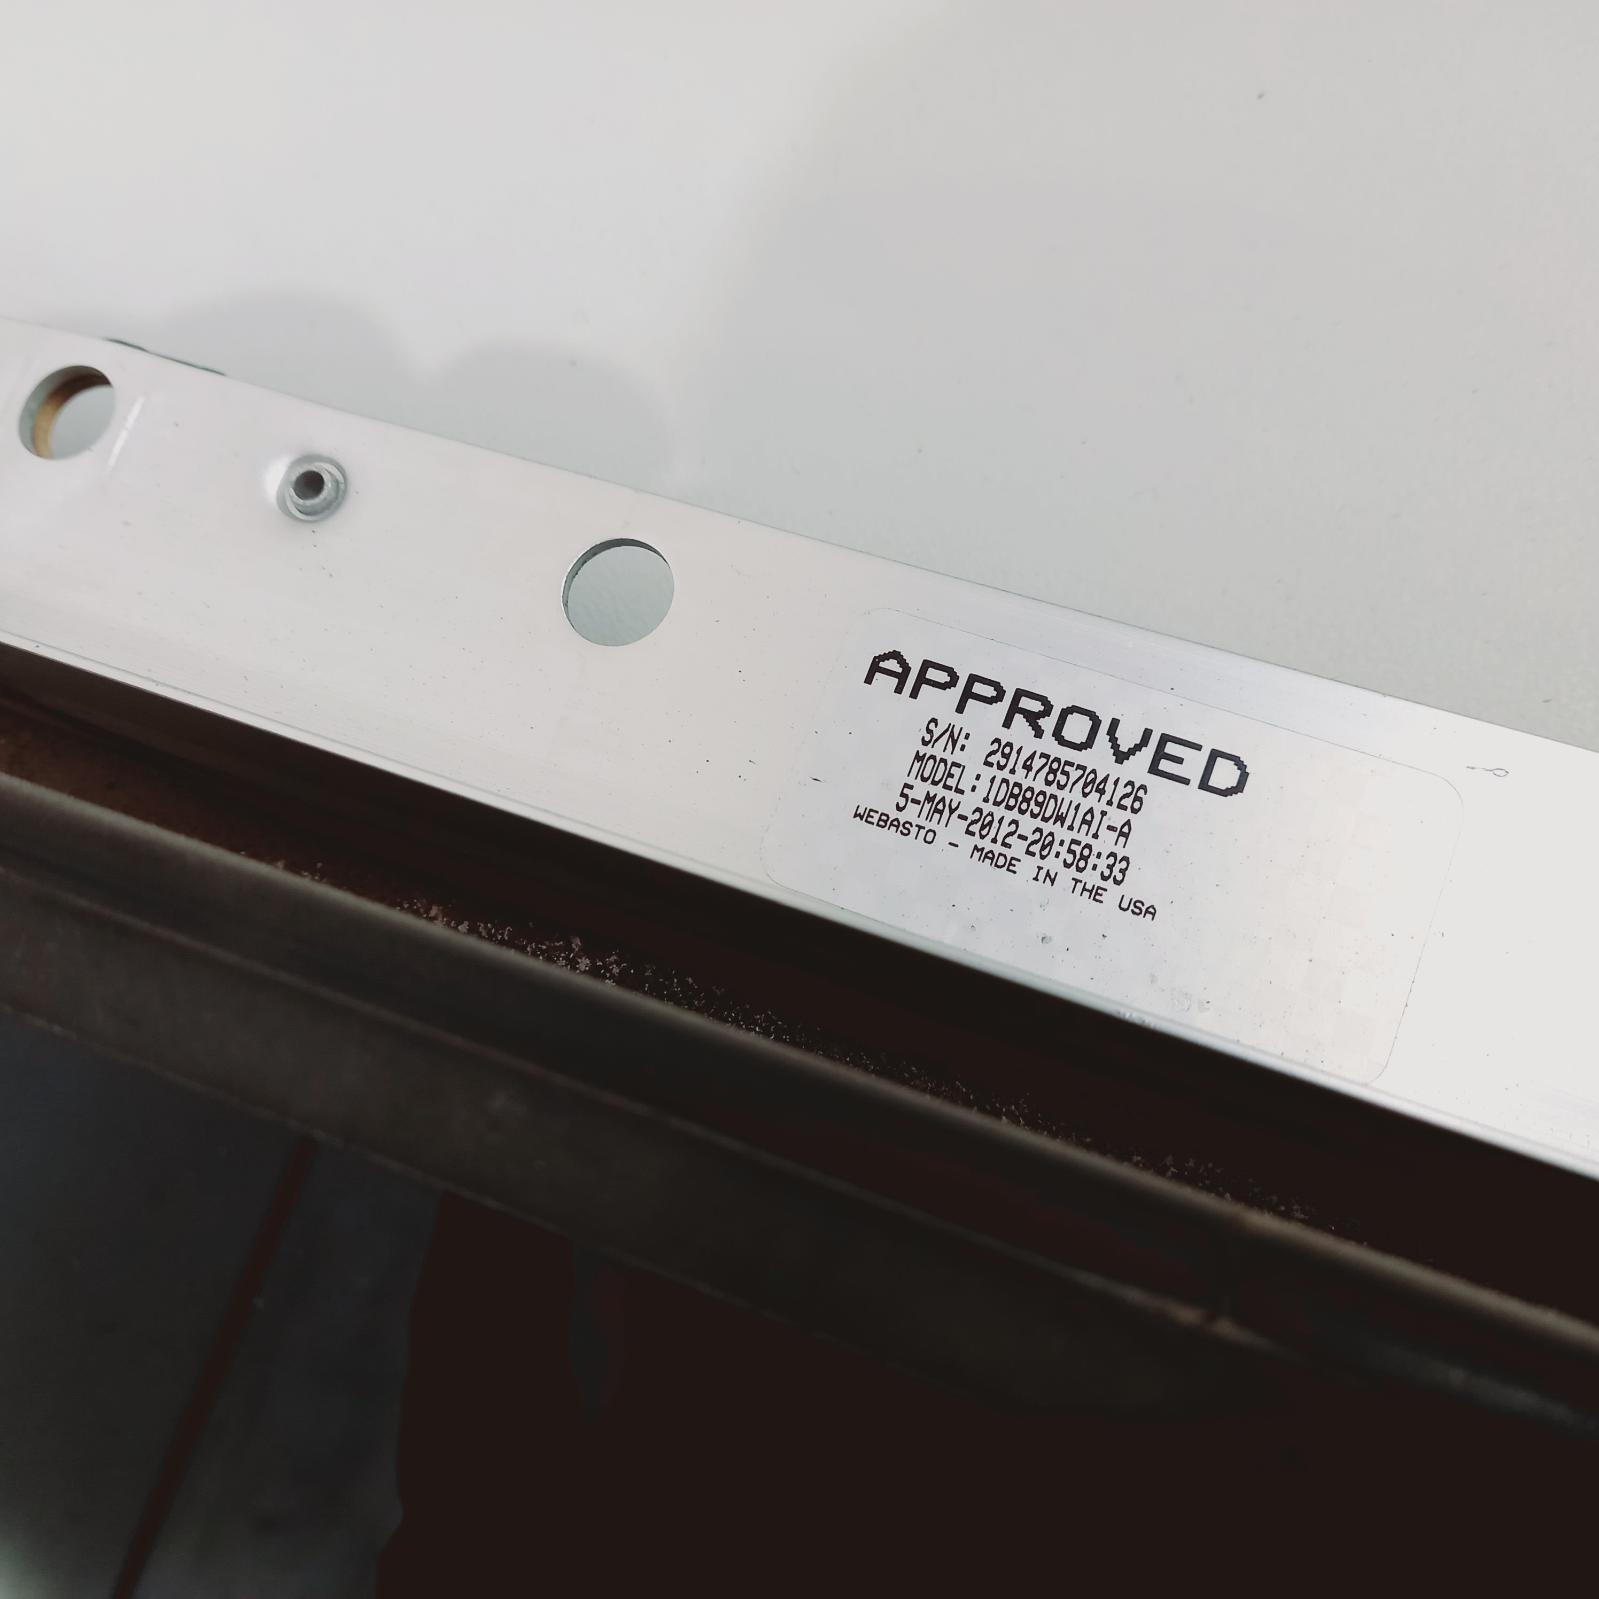 APPROVED
S/N: 2914785704126
MODEL:1DB89DW1AI-A
5-MAY-2012-20:58:33
WEBASTO - MADE IN THE USA